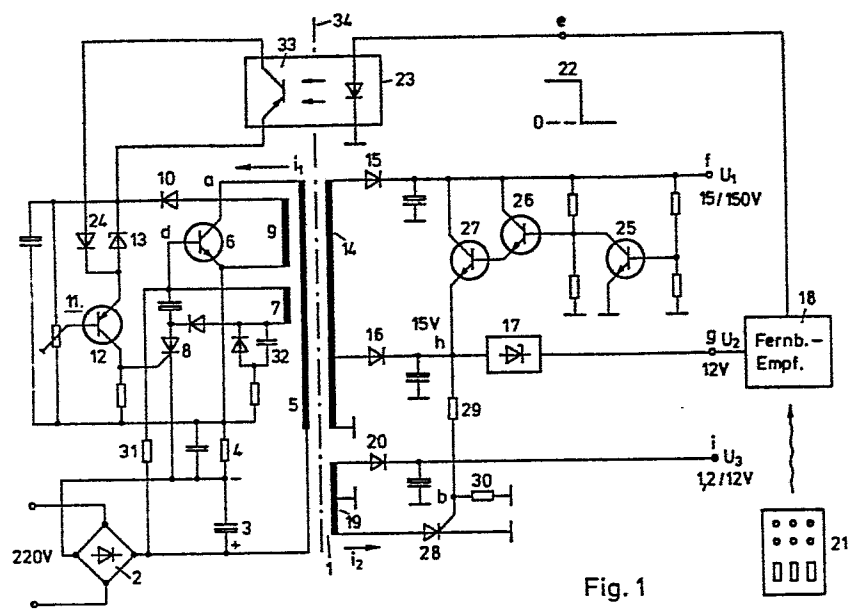 34
e
33
23
22
0
i₁
15
f
U₁
15/150V
10
a
26
27
25
24
13
d
6
9
14
11.
12
8
7
32
16
15V
h
17
g
U₂
12V
18
Fernb.-
Empf.
5
29
31
4
20
i
U₃
1,2/12V
−
30
b
19
3
+
28
21
220V
2
i₂
1
Fig. 1